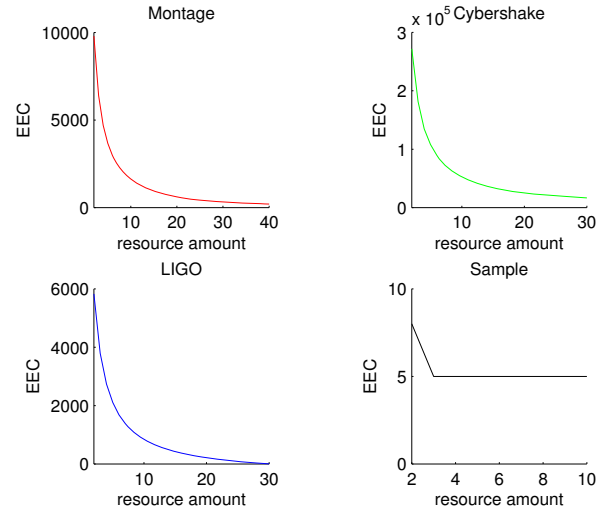 Montage
10000
5000
0
EEC
10 20 30 40
resource amount
x 10^5 Cybershake
3
2
1
0
EEC
10 20 30
resource amount
LIGO
6000
4000
2000
0
EEC
10 20 30
resource amount
Sample
10
5
0
EEC
2 4 6 8 10
resource amount